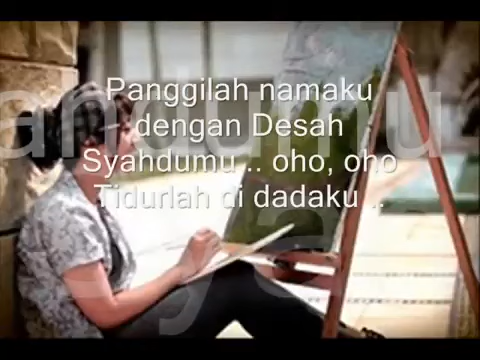 Panggilah namaku
dengan Desah
Syahdumu .. oho, oho
Tidurlah di dadaku ..